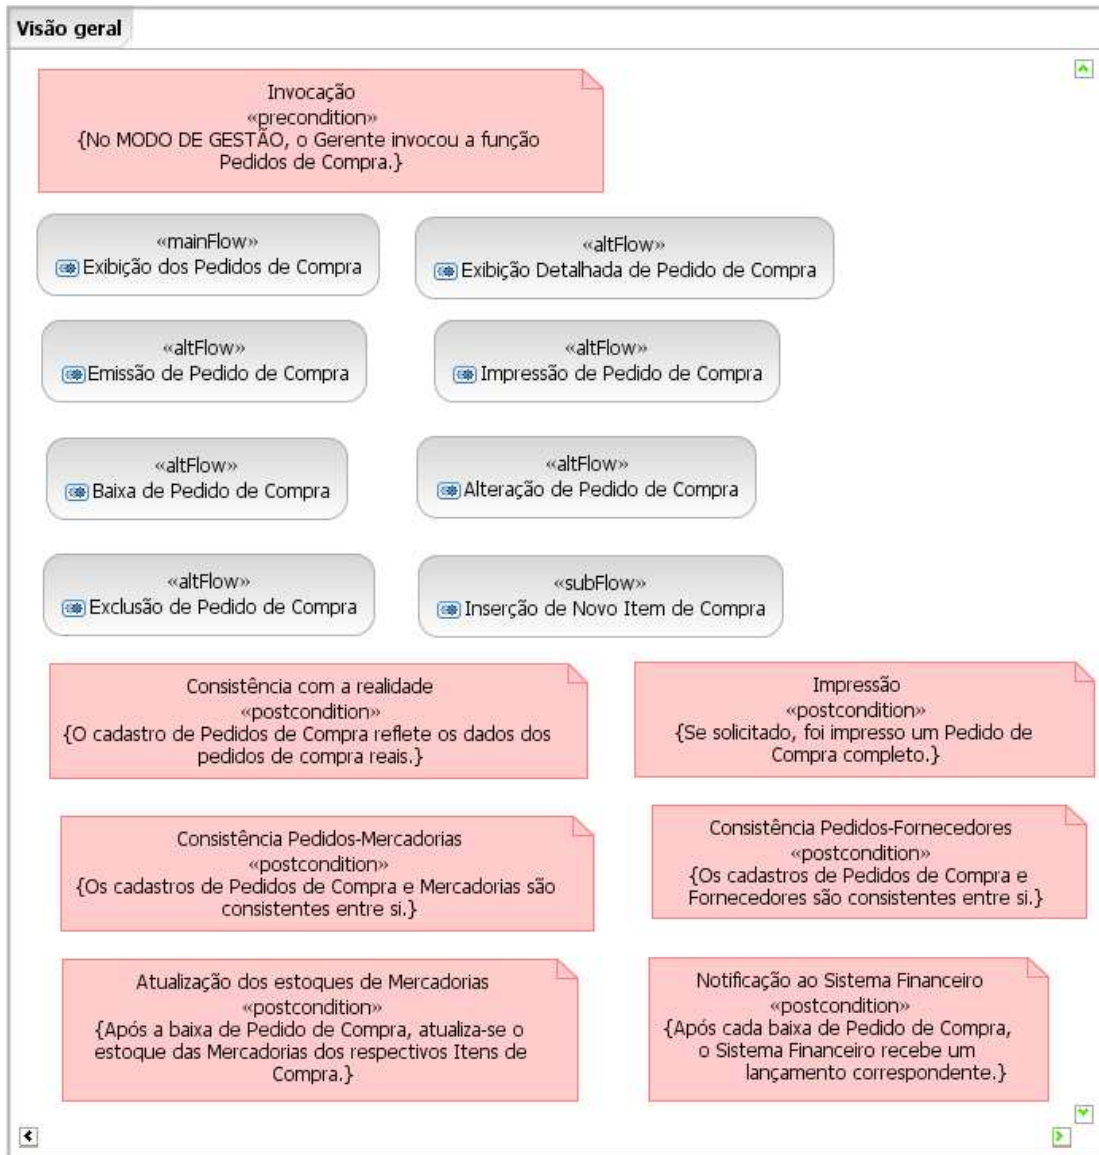 Visão geral
Invocação
«precondition»
{No MODO DE GESTÃO, o Gerente invocou a função
Pedidos de Compra.}
«mainFlow»
Exibição dos Pedidos de Compra
«altFlow»
Exibição Detalhada de Pedido de Compra
«altFlow»
Emissão de Pedido de Compra
«altFlow»
Impressão de Pedido de Compra
«altFlow»
Baixa de Pedido de Compra
«altFlow»
Alteração de Pedido de Compra
«altFlow»
Exclusão de Pedido de Compra
«subFlow»
Inserção de Novo Item de Compra
Consistência com a realidade
«postcondition»
{O cadastro de Pedidos de Compra reflete os dados dos
pedidos de compra reais.}
Impressão
«postcondition»
{Se solicitado, foi impresso um Pedido de
Compra completo.}
Consistência Pedidos-Mercadorias
«postcondition»
{Os cadastros de Pedidos de Compra e Mercadorias são
consistentes entre si.}
Consistência Pedidos-Fornecedores
«postcondition»
{Os cadastros de Pedidos de Compra e
Fornecedores são consistentes entre si.}
Atualização dos estoques de Mercadorias
«postcondition»
{Após a baixa de Pedido de Compra, atualiza-se o
estoque das Mercadorias dos respectivos Itens de
Compra.}
Notificação ao Sistema Financeiro
«postcondition»
{Após cada baixa de Pedido de Compra,
o Sistema Financeiro recebe um
lançamento correspondente.}